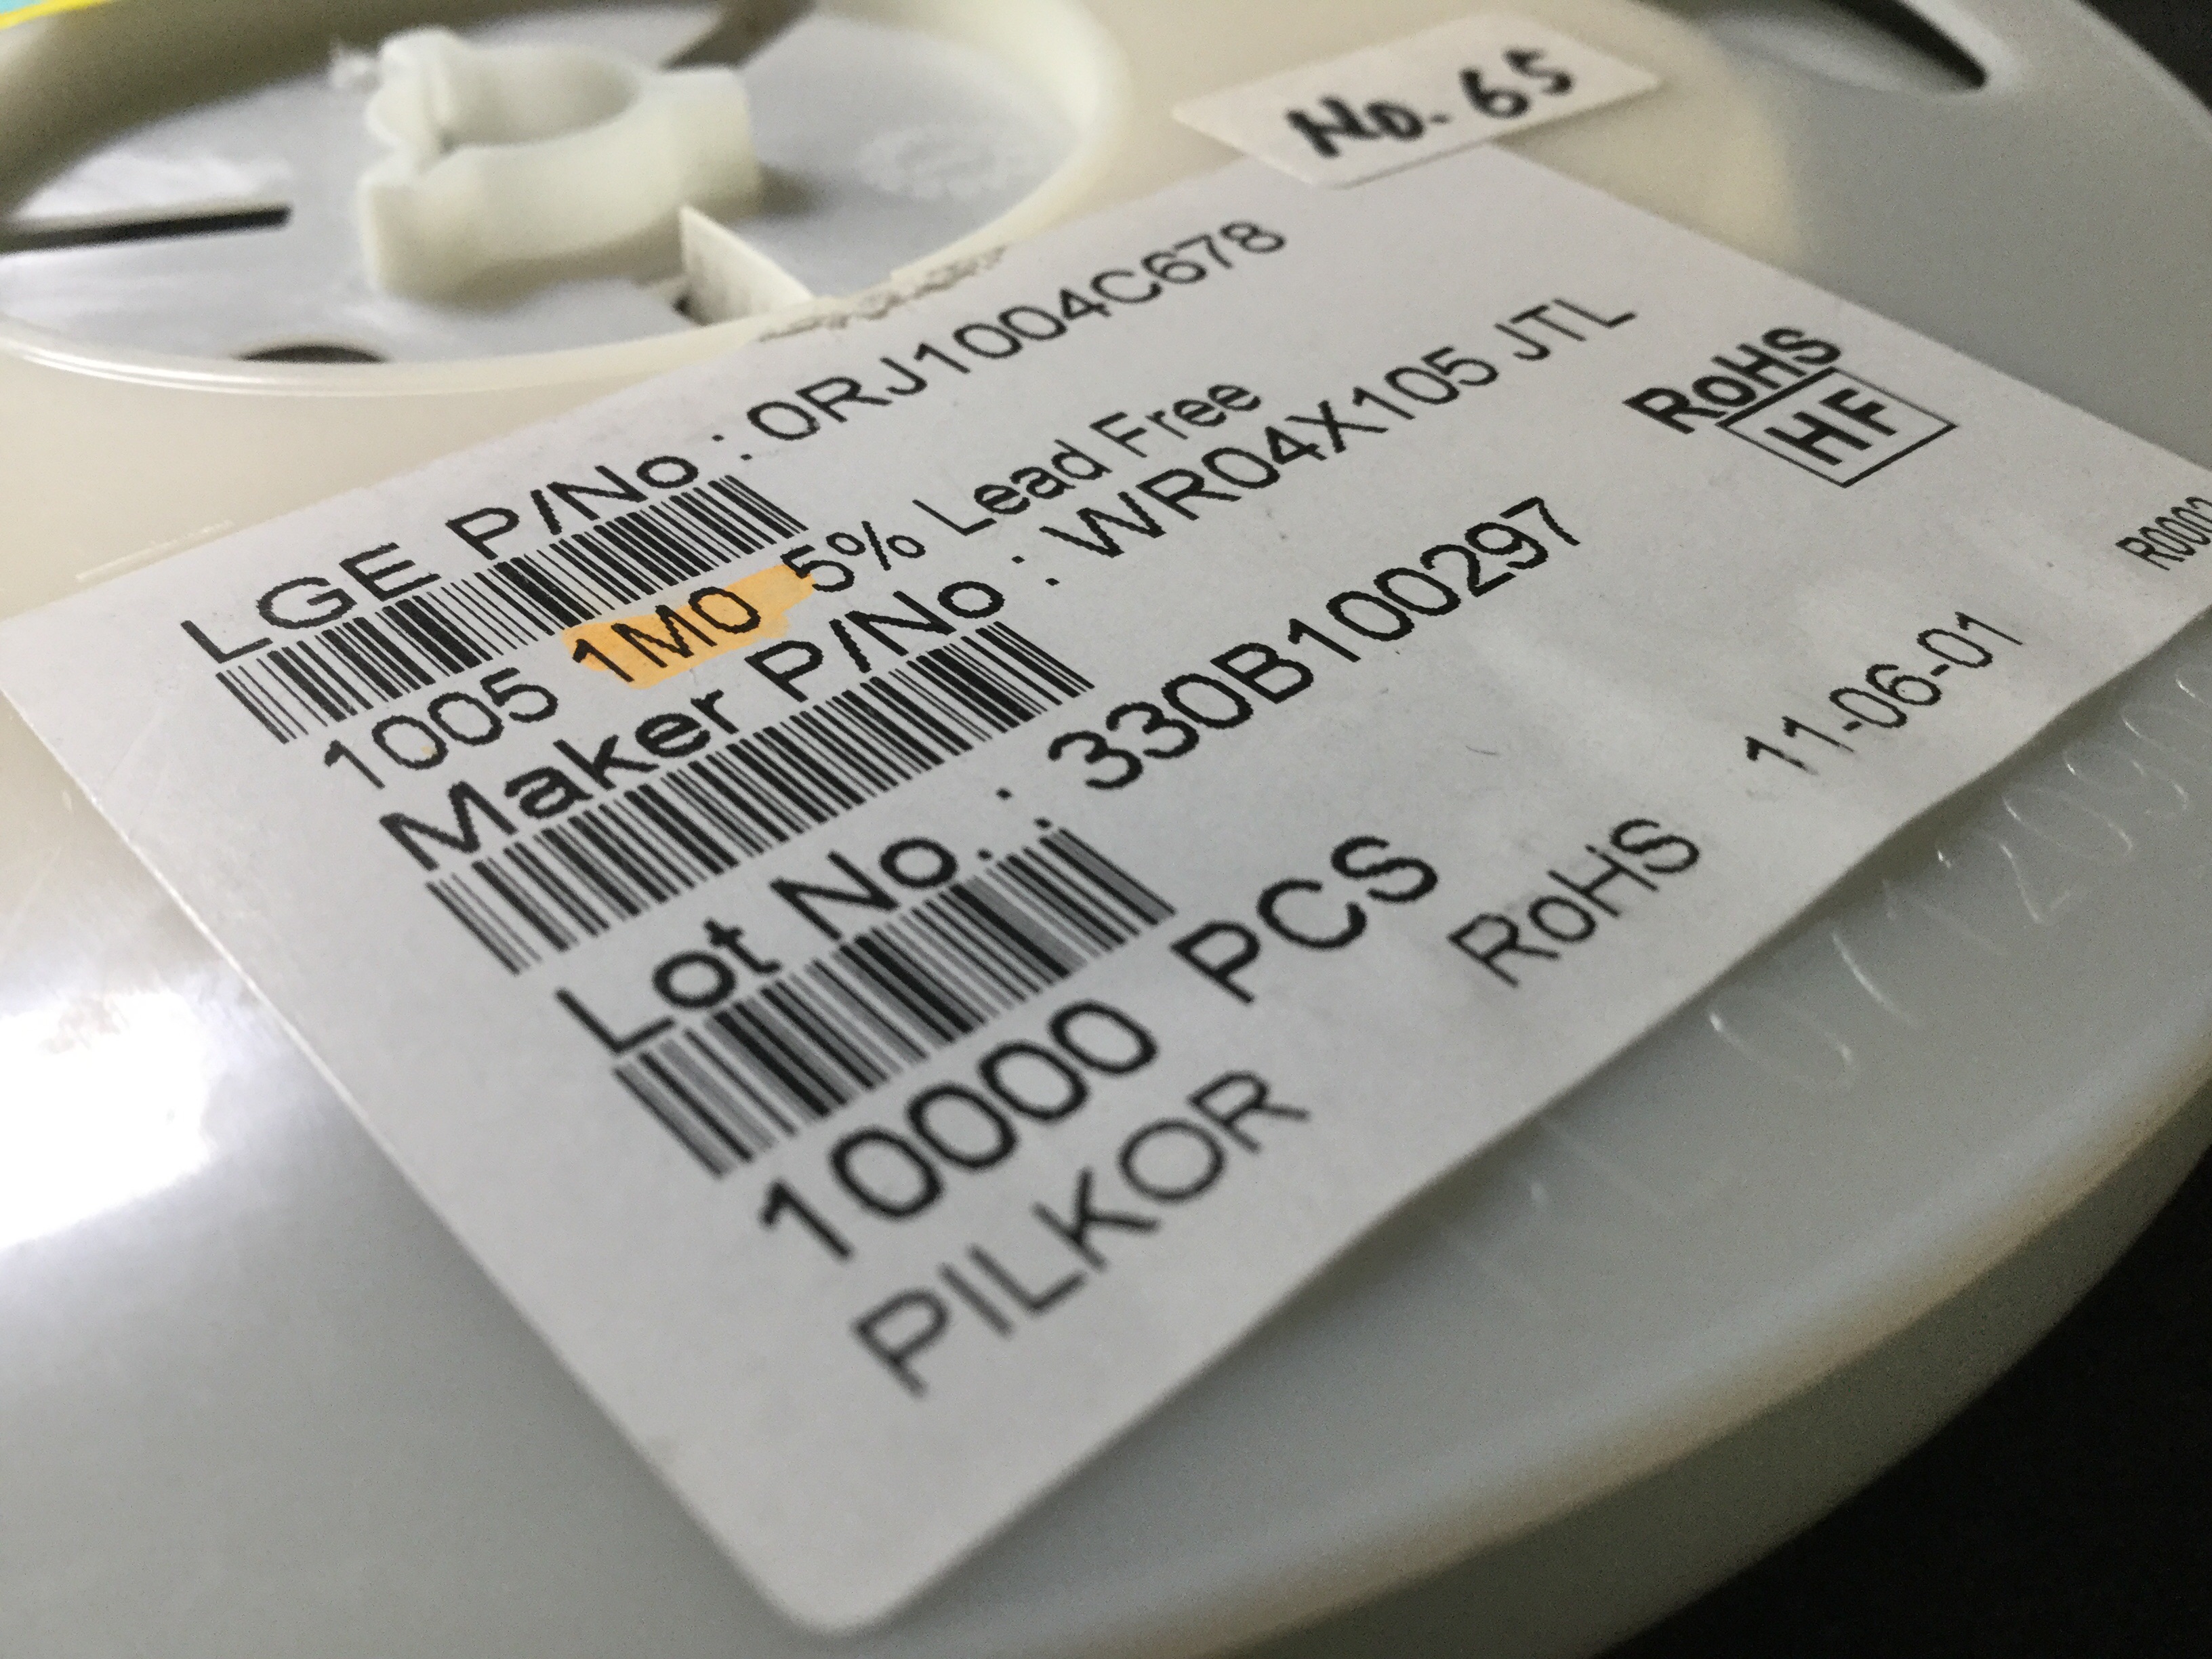 No. 65
LGE P/No : 0RJ1004C678
1005 1M0 5% Lead Free
Maker P/No : WR04X105 JTL
RoHS
HF
Lot No. : 330B100297
10000 PCS
RoHS 11-06-01
PILKOR